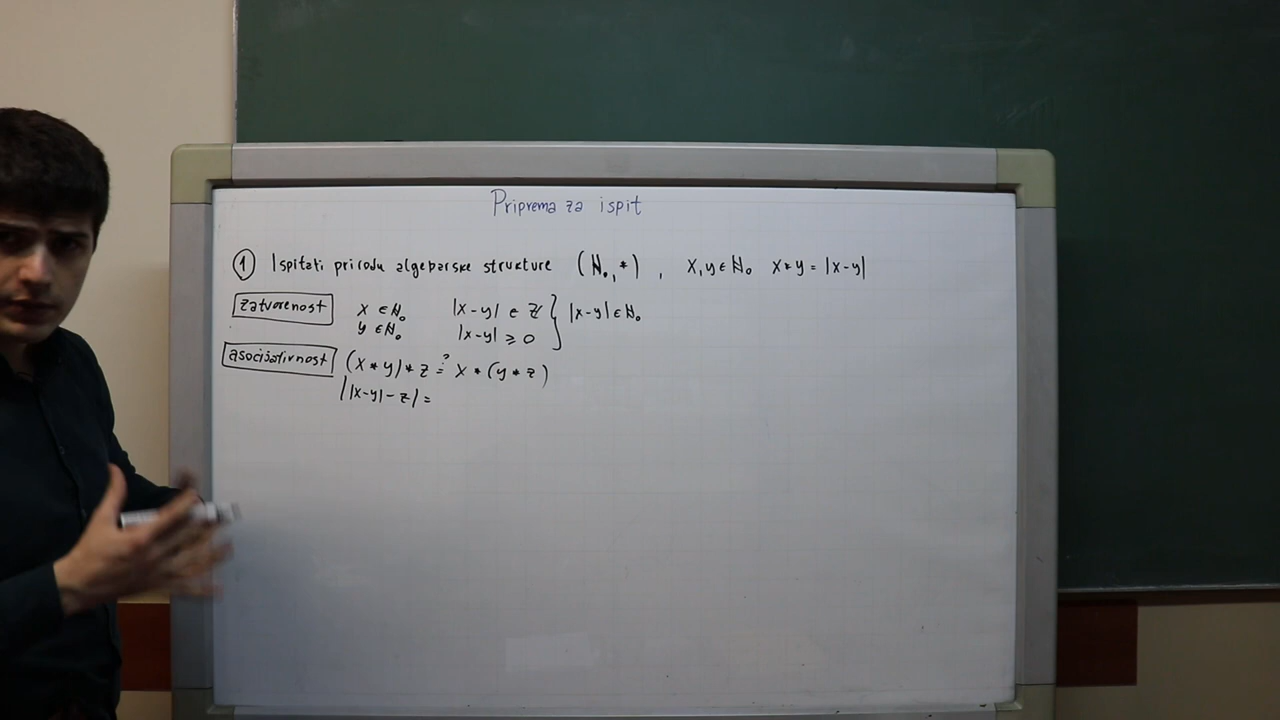 Priprema za ispit
① Ispitati prirodu algebarske strukture (N₀,*), x,y ∈ N₀ x*y = |x-y|
zatvorenost x ∈ N₀ |x-y| ∈ Z } |x-y| ∈ N₀
y ∈ N₀ |x-y| ⩾ 0
asocijativnost (x*y)*z ≟ x*(y*z)
||x-y|-z| =